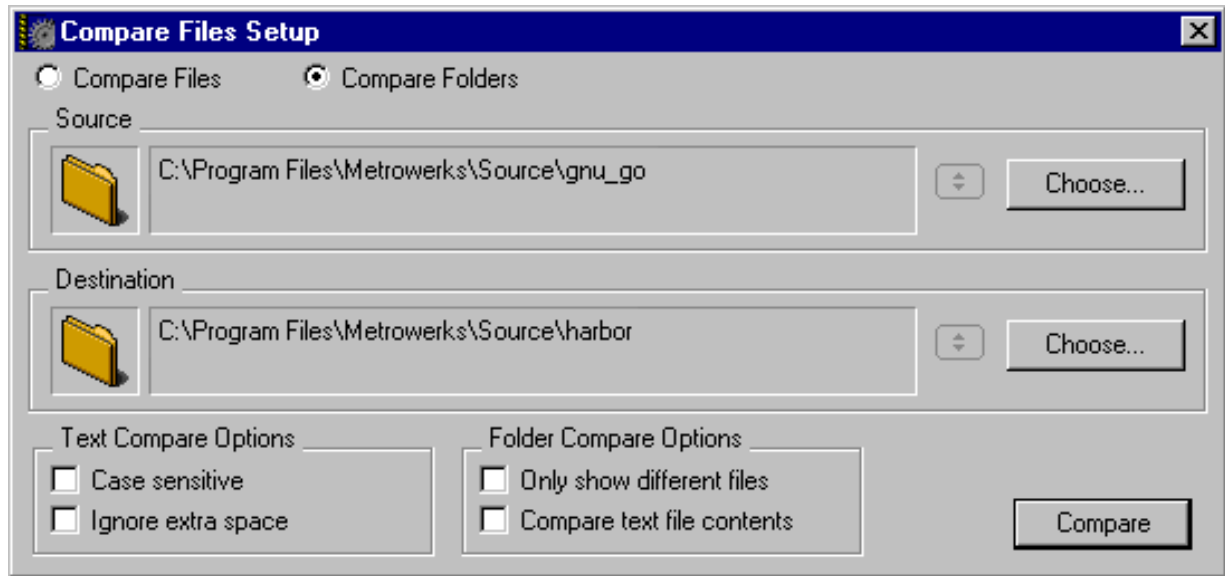 Compare Files Setup
Compare Files Compare Folders
Source
C:\Program Files\Metrowerks\Source\gnu_go
Choose...
Destination
C:\Program Files\Metrowerks\Source\harbor
Choose...
Text Compare Options
Case sensitive
Ignore extra space
Folder Compare Options
Only show different files
Compare text file contents
Compare